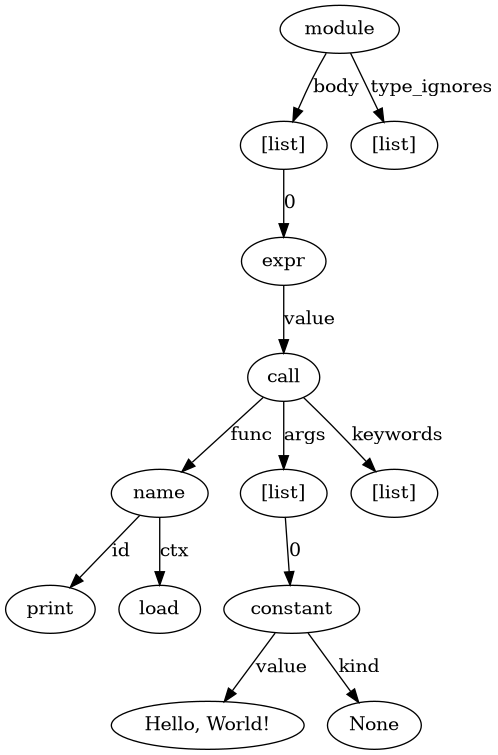 module
body type_ignores
[list] [list]
0
expr
value
call
func args keywords
name [list] [list]
id ctx 0
print load constant
value kind
Hello, World! None